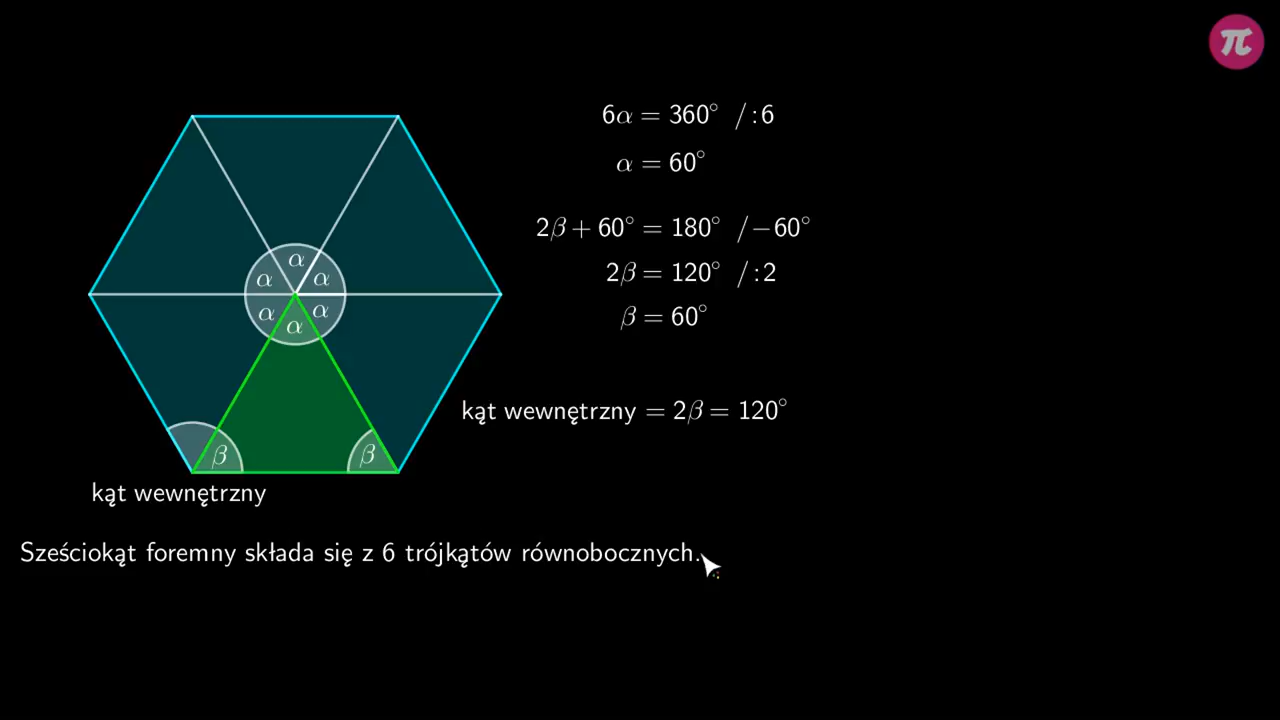 π
6α = 360° /:6
α = 60°
2β + 60° = 180° /−60°
2β = 120° /:2
β = 60°
α
α α
α α
α
kąt wewnętrzny = 2β = 120°
β β
kąt wewnętrzny
Sześciokąt foremny składa się z 6 trójkątów równobocznych.